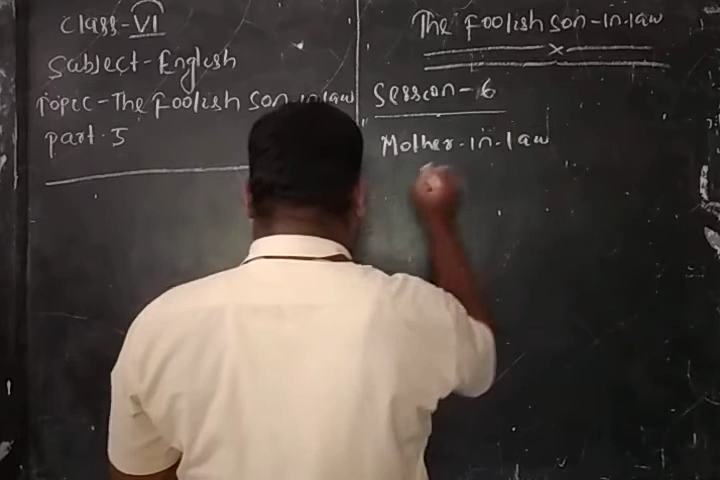 Class-VI
Subject-English
Topic-The Foolish Son-in-law
part.5
The Foolish son-in-law
x
Session-6
Mother-in-law